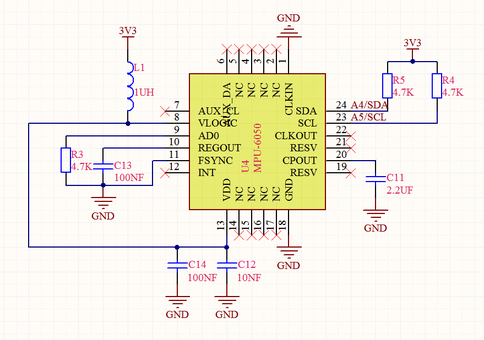 GND
3V3
3V3
6
5
4
3
2
1
L1
1UH
AUX_DA
NC
NC
NC
NC
CLKIN
R5
4.7K
R4
4.7K
7
AUX_CL
SDA
24
A4/SDA
8
VLOGIC
SCL
23
A5/SCL
9
AD0
CLKOUT
22
10
REGOUT
RESV
21
11
FSYNC
CPOUT
20
12
INT
RESV
19
U4
MPU-6050
R3
4.7K
C13
100NF
C11
2.2UF
VDD
NC
NC
NC
NC
GND
13
14
15
16
17
18
GND
GND
GND
C14
100NF
C12
10NF
GND
GND